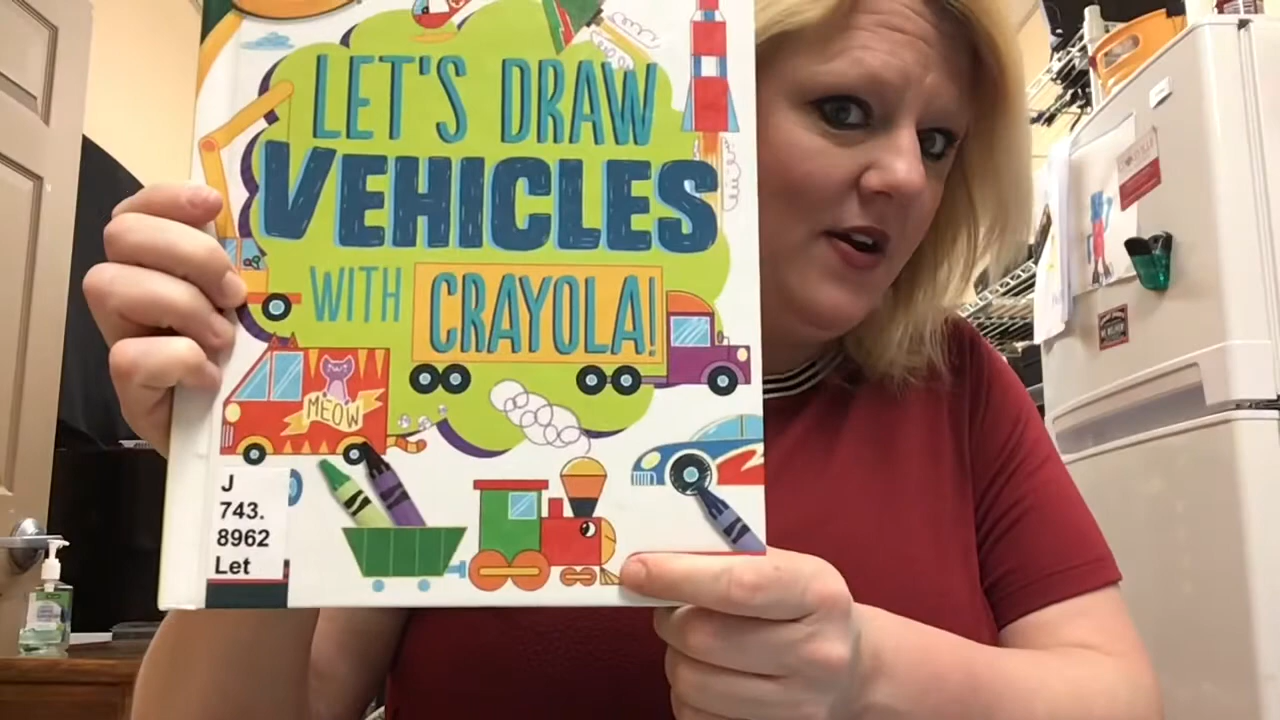 LET'S DRAW
VEHICLES
WITH CRAYOLA!
MEOW
J
743.
8962
Let